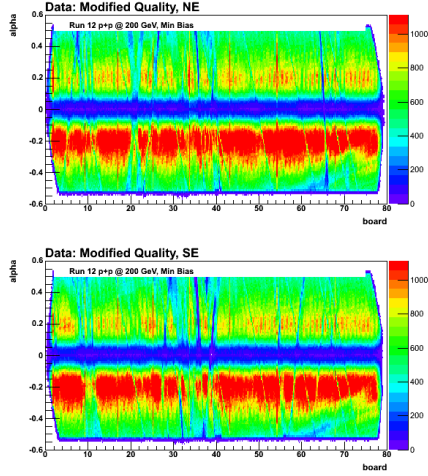 Data: Modified Quality, NE
alpha
Run 12 p+p @ 200 GeV, Min Bias
0.6
0.4
0.2
0
-0.2
-0.4
-0.6
0 10 20 30 40 50 60 70 80
board
1000
800
600
400
200
0
Data: Modified Quality, SE
alpha
Run 12 p+p @ 200 GeV, Min Bias
0.6
0.4
0.2
0
-0.2
-0.4
-0.6
0 10 20 30 40 50 60 70 80
board
1000
800
600
400
200
0